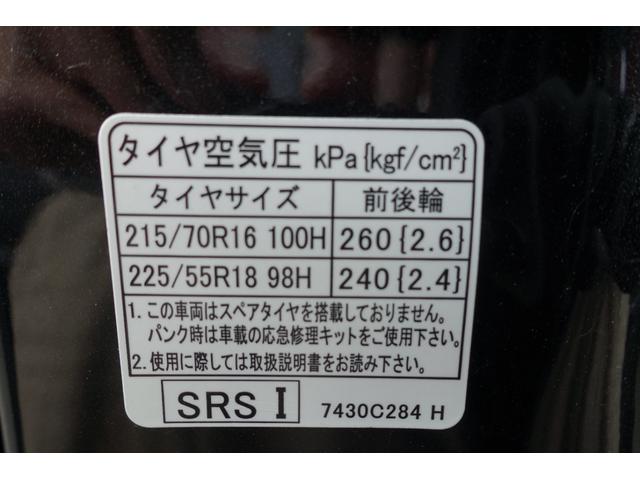 タイヤ空気圧 kPa{kgf/cm²}
タイヤサイズ 前後輪
215/70R16 100H 260{2.6}
225/55R18 98H 240{2.4}
1.この車両はスペアタイヤを搭載しておりません。
パンク時は車載の応急修理キットをご使用下さい。
2.使用に際しては取扱説明書をお読み下さい。
SRS I 7430C284 H